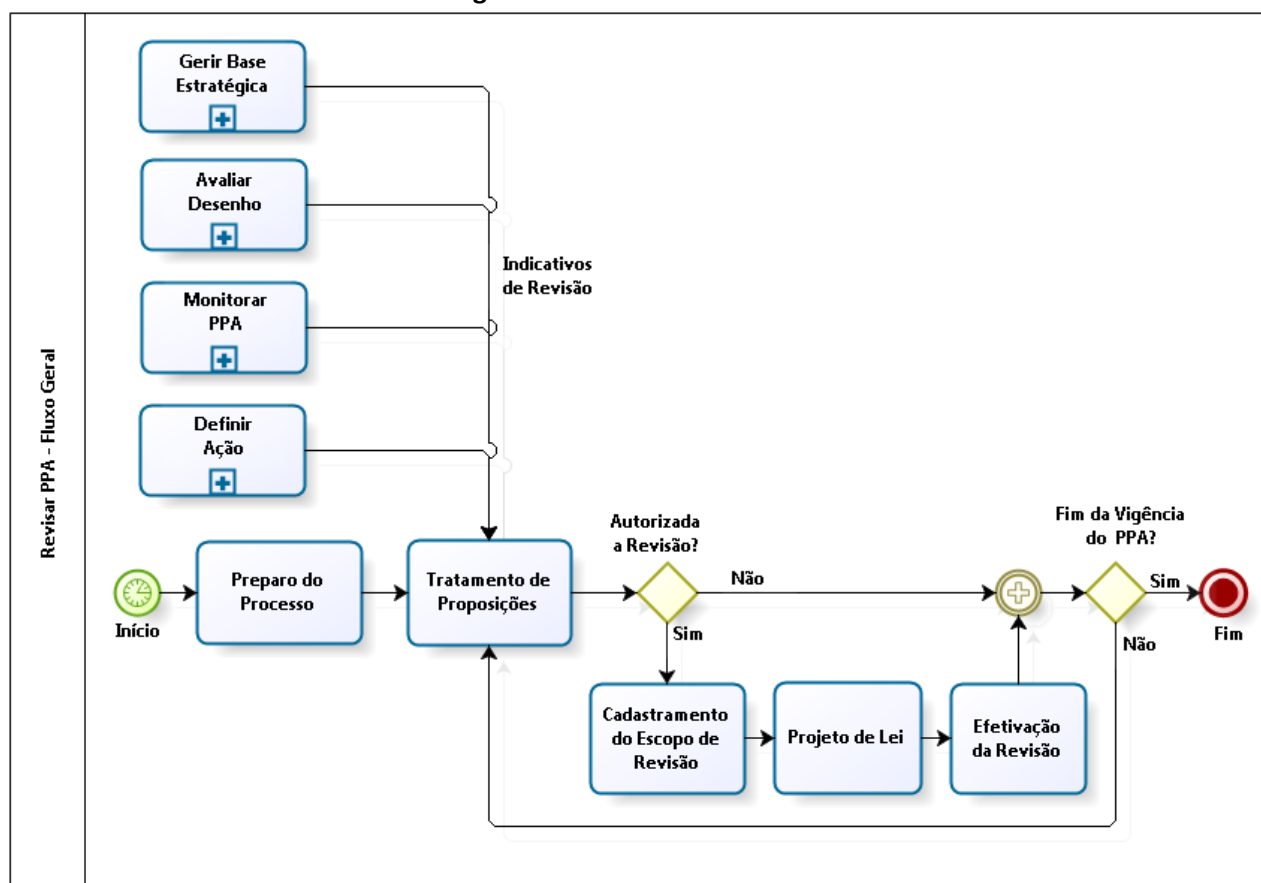 Revisar PPA - Fluxo Geral
Gerir Base
Estratégica
Avaliar
Desenho
Indicativos
de Revisão
Monitorar
PPA
Definir
Ação
Início
Preparo do
Processo
Tratamento de
Proposições
Autorizada
a Revisão?
Não
Sim
Cadastramento
do Escopo de
Revisão
Projeto de Lei
Efetivação
da Revisão
Fim da Vigência
do PPA?
Sim
Não
Fim